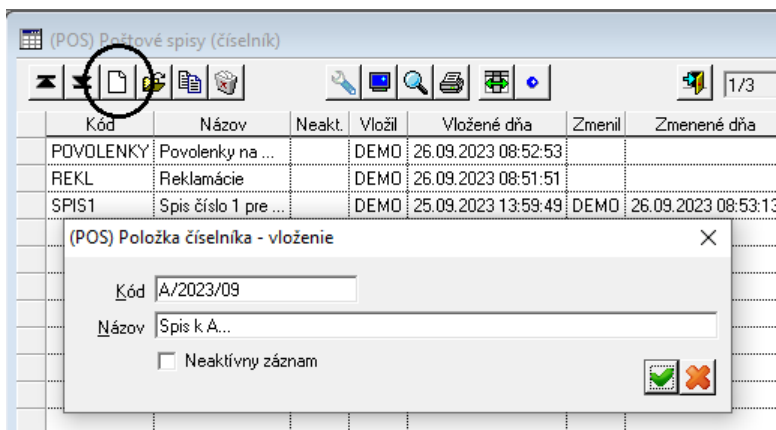 (POS) Poštové spisy (číselník)
1/3
Kód Názov Neakt. Vložil Vložené dňa Zmenil Zmenené dňa
POVOLENKY Povolenky na ... DEMO 26.09.2023 08:52:53
REKL Reklamácie DEMO 26.09.2023 08:51:51
SPIS1 Spis číslo 1 pre ... DEMO 25.09.2023 13:59:49 DEMO 26.09.2023 08:53:13
(POS) Položka číselníka - vloženie
Kód A/2023/09
Názov Spis k A...
Neaktívny záznam